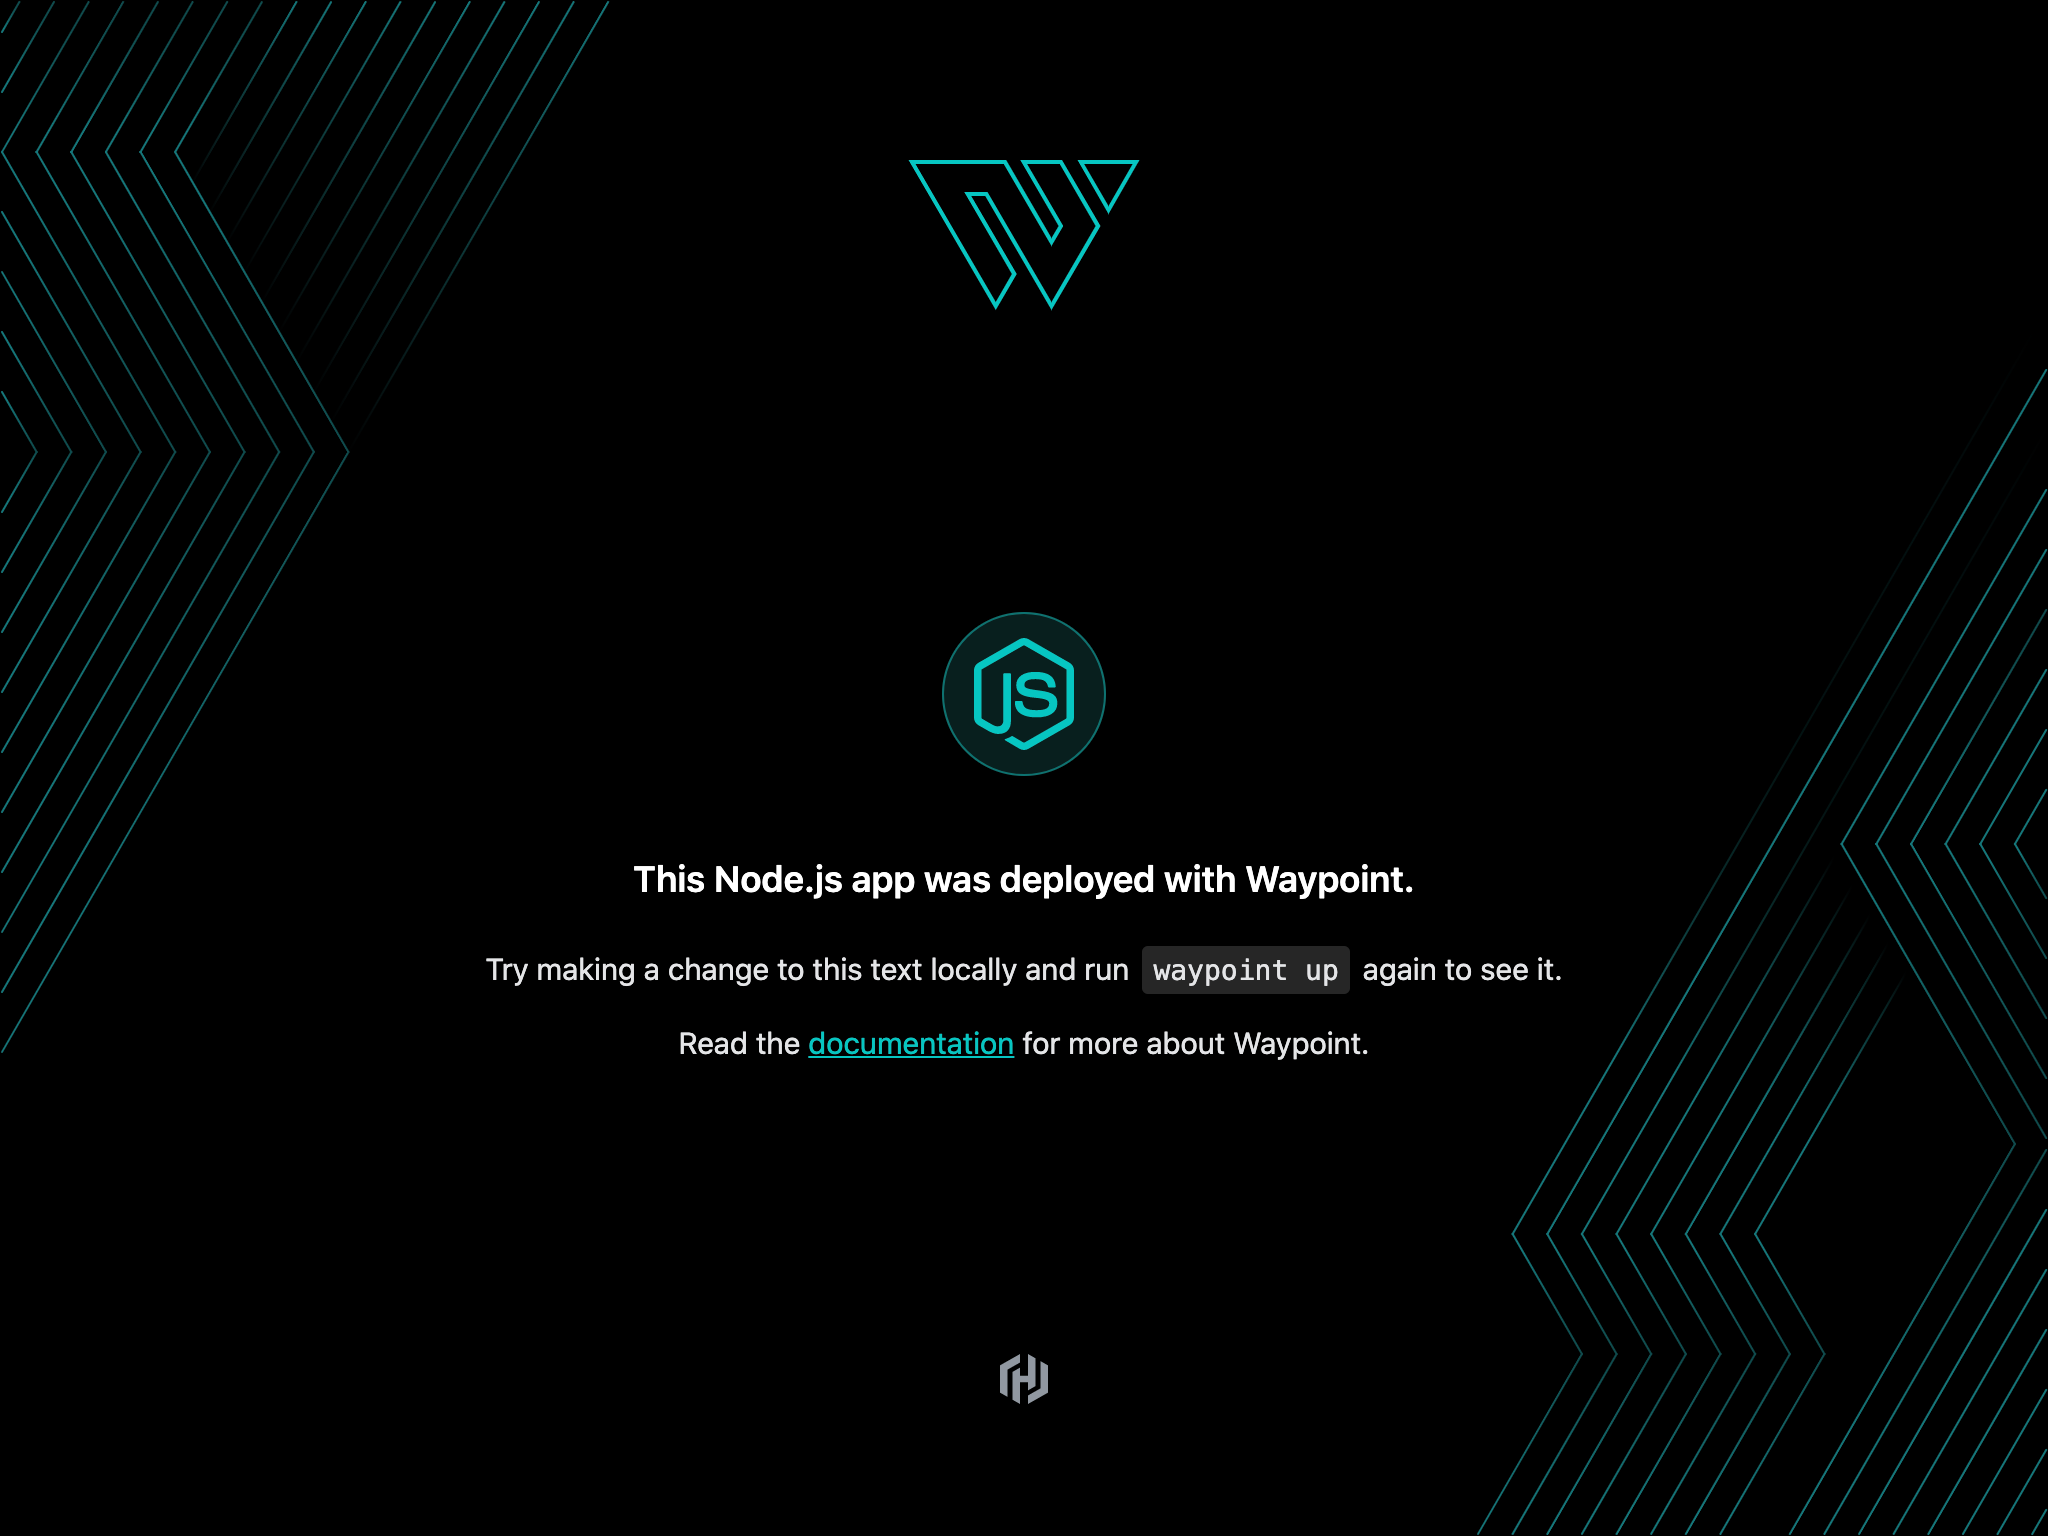 JS
This Node.js app was deployed with Waypoint.
Try making a change to this text locally and run waypoint up again to see it.
Read the documentation for more about Waypoint.